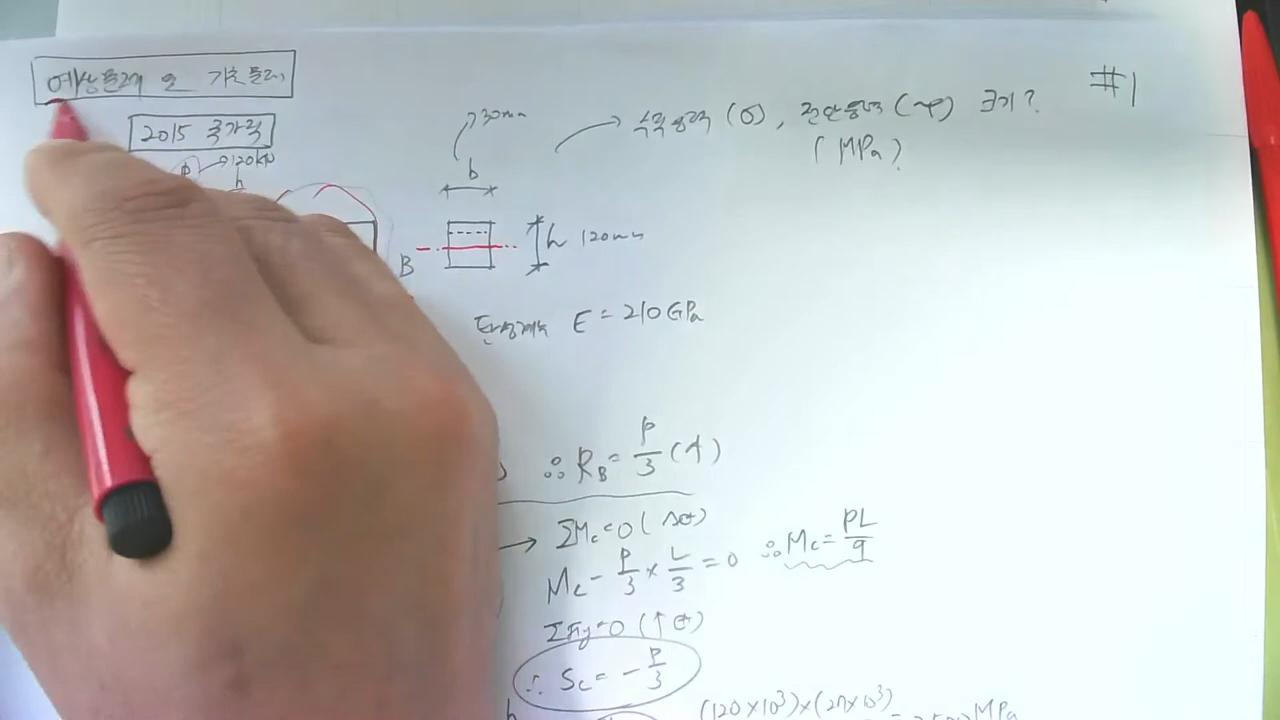 예상문제 및 기출문제
#1
2015 국가직
P → 120kN
h
30mm
b
수직응력 (σ), 전단응력 (τ) 크기?
(MPa)
B
h 120mm
탄성계수 E = 210GPa
∴ R_B = P/3 (↑)
→ ΣM_C = 0
M_C - P/3 × L/3 = 0 ∴ M_C = PL/9
ΣF_y = 0 (↑⊕)
∴ S_C = - P/3
h (120×10³)×(27×10³)
MPa